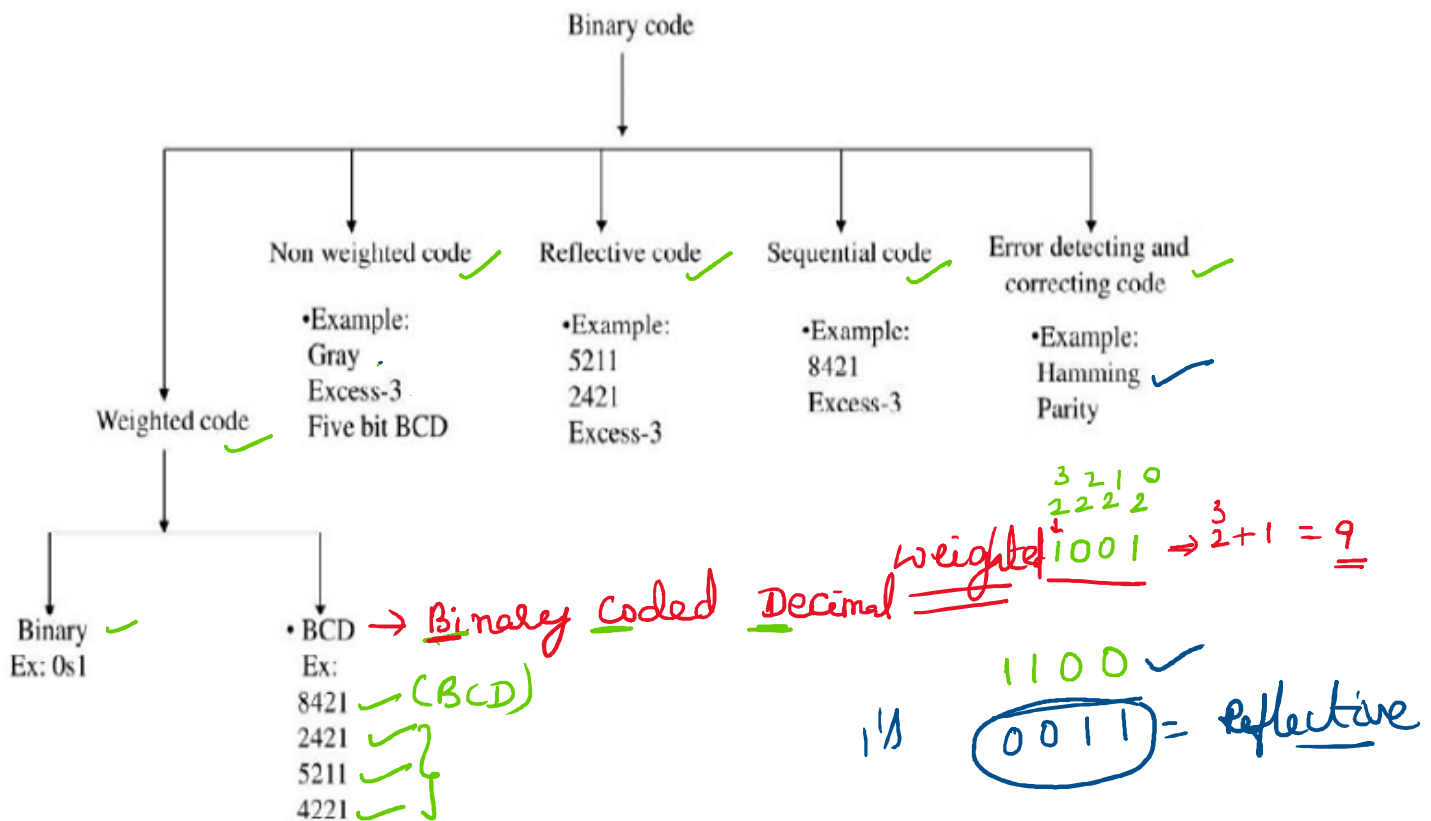 Binary code
Non weighted code
•Example:
Gray
Excess-3
Five bit BCD
Reflective code
•Example:
5211
2421
Excess-3
Sequential code
•Example:
8421
Excess-3
Error detecting and
correcting code
•Example:
Hamming
Parity
Weighted code
Binary
Ex: 0s1
• BCD → Binary Coded Decimal
Ex:
8421 (BCD)
2421
5211
4221
3 2 1 0
2 2 2 2
Weighted 1001 → 2³+1 = 9
1100
1's 0011 = Reflective